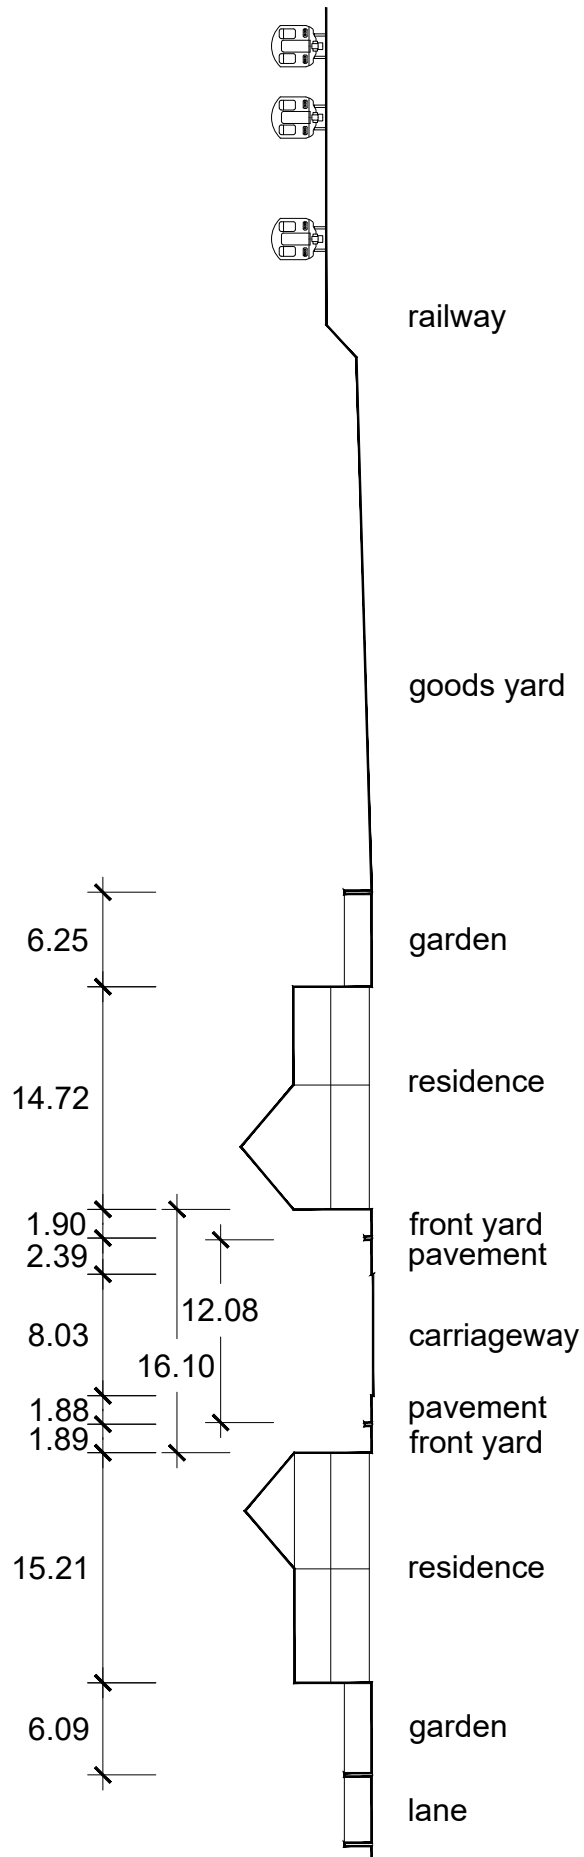 railway
goods yard
6.25 garden
14.72 residence
1.90 front yard
2.39 pavement
12.08
8.03 carriageway
16.10
1.88 pavement
1.89 front yard
15.21 residence
6.09 garden
lane